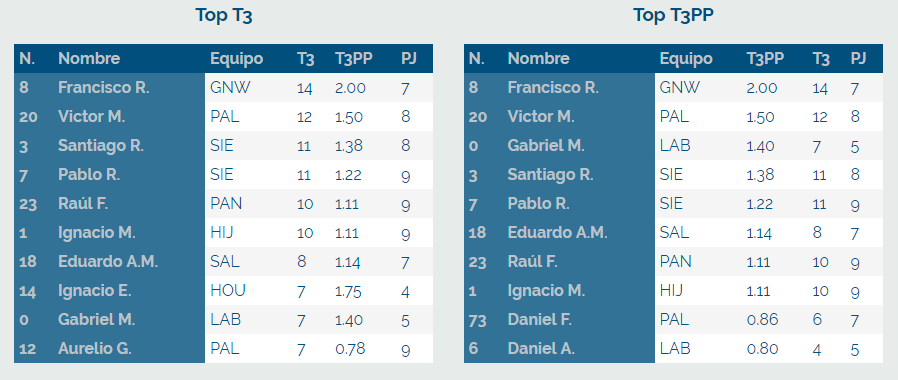 Top T3
N. Nombre Equipo T3 T3PP PJ
8 Francisco R. GNW 14 2.00 7
20 Victor M. PAL 12 1.50 8
3 Santiago R. SIE 11 1.38 8
7 Pablo R. SIE 11 1.22 9
23 Raúl F. PAN 10 1.11 9
1 Ignacio M. HIJ 10 1.11 9
18 Eduardo A.M. SAL 8 1.14 7
14 Ignacio E. HOU 7 1.75 4
0 Gabriel M. LAB 7 1.40 5
12 Aurelio G. PAL 7 0.78 9
Top T3PP
N. Nombre Equipo T3PP T3 PJ
8 Francisco R. GNW 2.00 14 7
20 Victor M. PAL 1.50 12 8
0 Gabriel M. LAB 1.40 7 5
3 Santiago R. SIE 1.38 11 8
7 Pablo R. SIE 1.22 11 9
18 Eduardo A.M. SAL 1.14 8 7
23 Raúl F. PAN 1.11 10 9
1 Ignacio M. HIJ 1.11 10 9
73 Daniel F. PAL 0.86 6 7
6 Daniel A. LAB 0.80 4 5